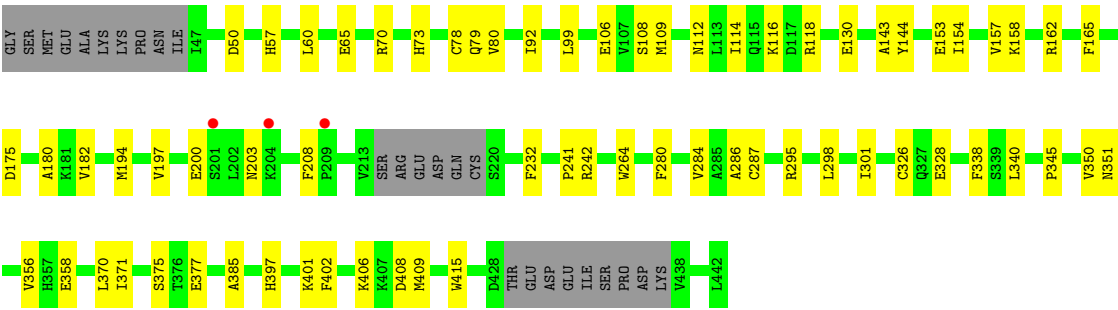 GLY SER MET GLU ALA LYS LYS PRO ASN ILE I47 D50 H57 L60 E65 R70 H73 C78 Q79 V80 I92 L99 E106 V107 S108 M109 N112 L113 I114 Q115 K116 D117 R118 E130 A143 Y144 E153 I154 V157 K158 R162 F165
D175 A180 K181 V182 M194 V197 E200 S201 L202 N203 K204 F208 P209 V213 SER ARG GLU ASP GLN CYS S220 F232 P241 R242 W264 F280 V284 A285 A286 C287 R295 L298 I301 C326 Q327 E328 F338 S339 L340 P345 V350 N351
V356 H357 E358 L370 I371 S375 T376 E377 A385 H397 K401 F402 K406 K407 D408 M409 W415 D428 THR GLU ASP GLU ILE SER PRO ASP LYS V438 L442